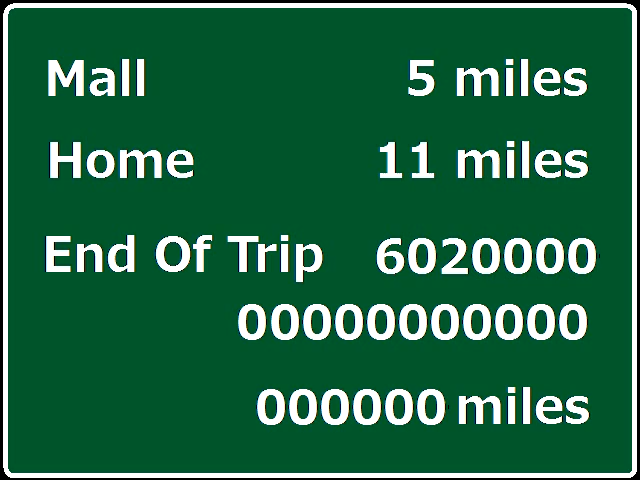 Mall 5 miles
Home 11 miles
End Of Trip 6020000
00000000000
000000 miles